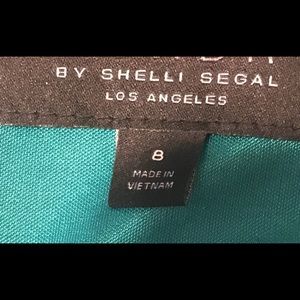 BY SHELLI SEGAL
LOS ANGELES
8
MADE IN
VIETNAM